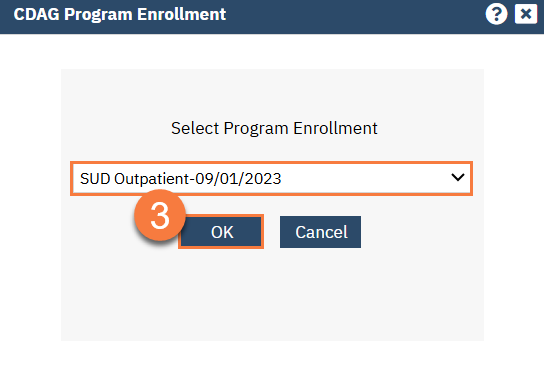 CDAG Program Enrollment ?
Select Program Enrollment
SUD Outpatient-09/01/2023
3
OK Cancel